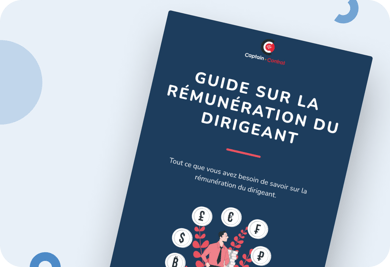 Captain Contrat
GUIDE SUR LA
RÉMUNÉRATION DU
DIRIGEANT
Tout ce que vous avez besoin de savoir sur la
rémunération du dirigeant.
£ € ₣
$ ₽
₿